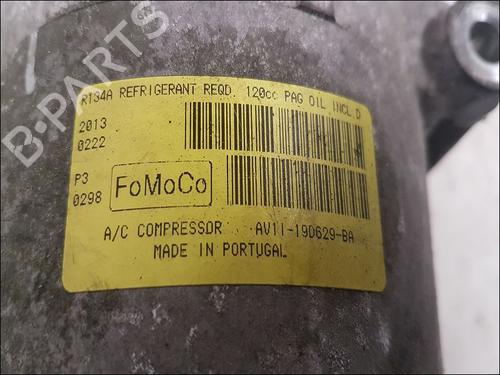 B-PARTS
R134A REFRIGERANT REQD. 120cc PAG OIL INCL.D
2013
0222
P3
0298
FoMoCo
A/C COMPRESSOR AV11-19D629-BA
MADE IN PORTUGAL